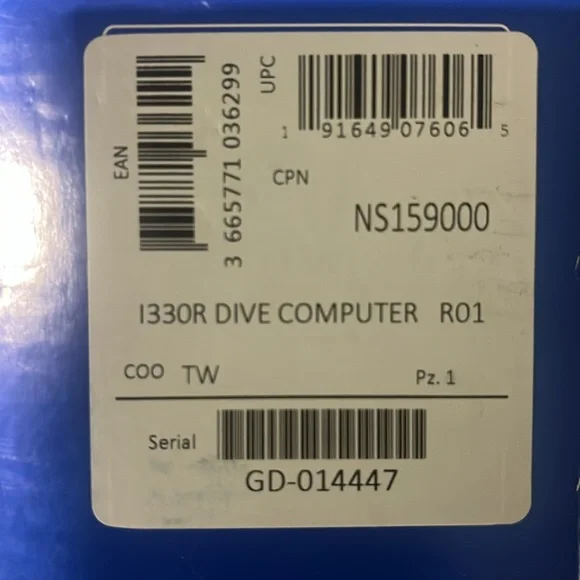 EAN
3 665771 036299
UPC
1 91649 07606 5
CPN
NS159000
I330R DIVE COMPUTER R01
COO TW
Pz. 1
Serial
GD-014447